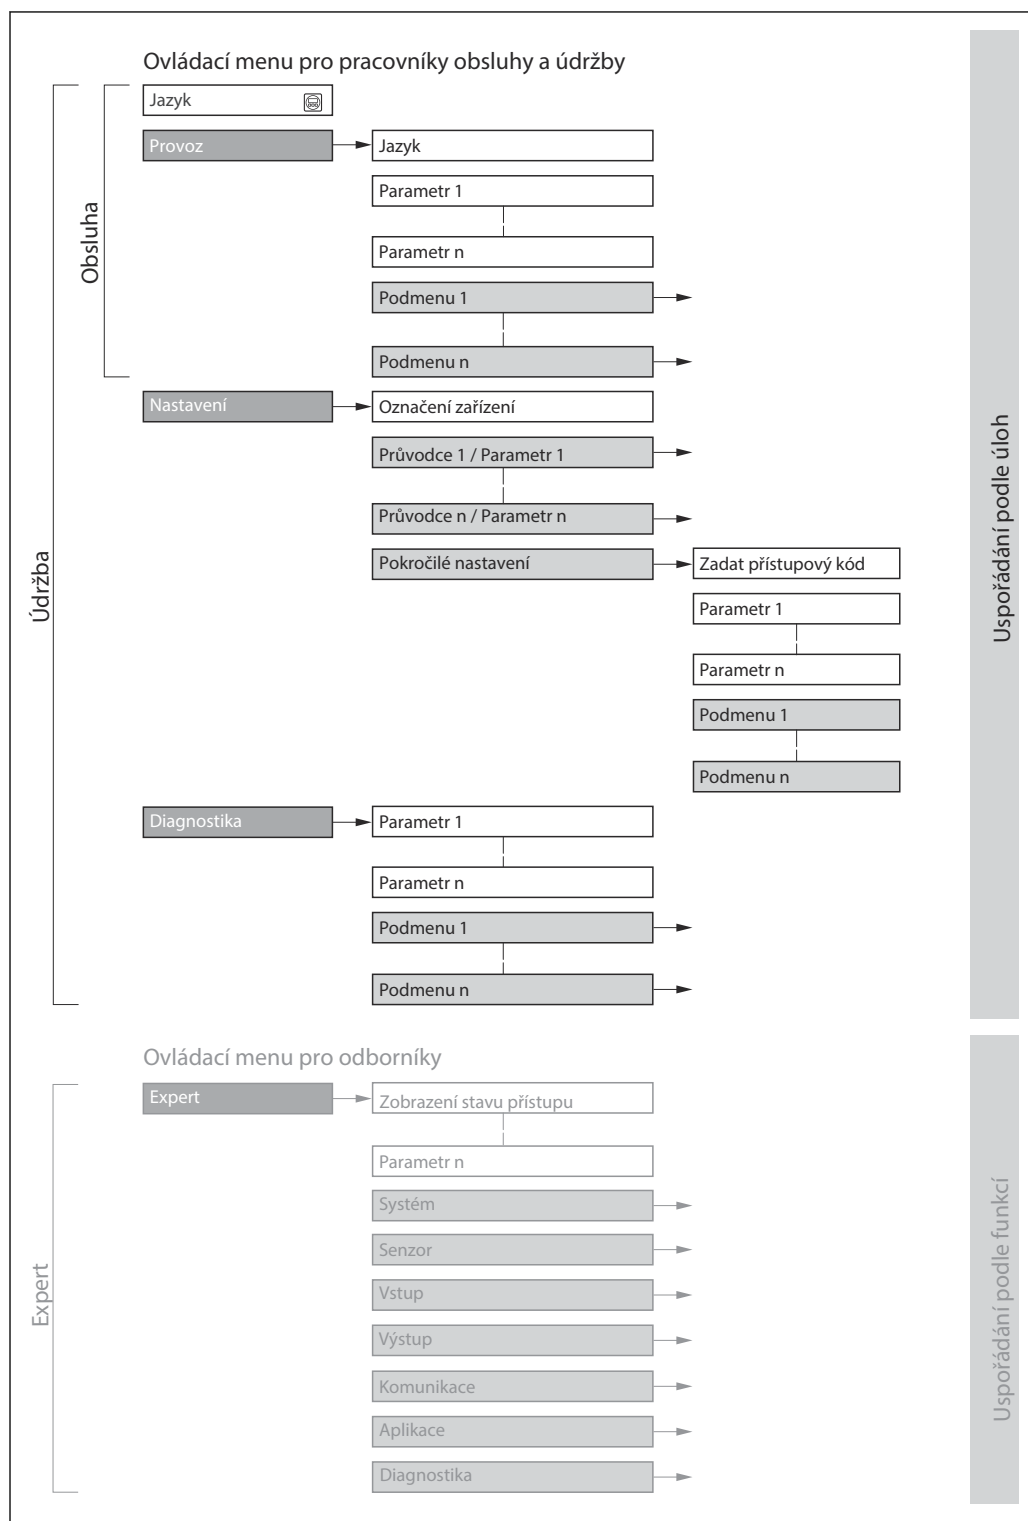 Ovládací menu pro pracovníky obsluhy a údržby
Jazyk
Provoz
Jazyk
Parametr 1
Parametr n
Podmenu 1
Podmenu n
Obsluha
Nastavení
Označení zařízení
Průvodce 1 / Parametr 1
Průvodce n / Parametr n
Pokročilé nastavení
Zadat přístupový kód
Parametr 1
Parametr n
Podmenu 1
Podmenu n
Údržba
Diagnostika
Parametr 1
Parametr n
Podmenu 1
Podmenu n
Uspořádání podle úloh
Ovládací menu pro odborníky
Expert
Zobrazení stavu přístupu
Parametr n
Systém
Senzor
Vstup
Výstup
Komunikace
Aplikace
Diagnostika
Expert
Uspořádání podle funkcí